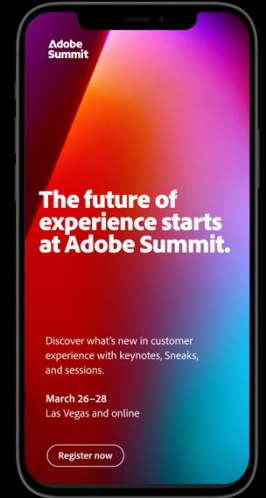 Adobe
Summit
The future of
experience starts
at Adobe Summit.
Discover what's new in customer
experience with keynotes, Sneaks,
and sessions.
March 26–28
Las Vegas and online
Register now